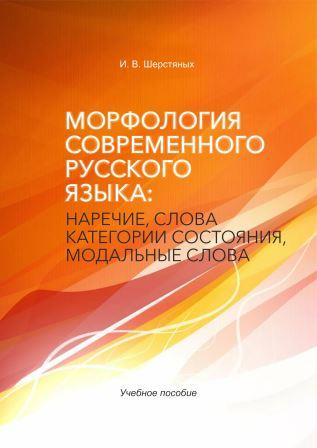 И. В. Шерстяных
МОРФОЛОГИЯ
СОВРЕМЕННОГО
РУССКОГО
ЯЗЫКА:
НАРЕЧИЕ, СЛОВА
КАТЕГОРИИ СОСТОЯНИЯ,
МОДАЛЬНЫЕ СЛОВА
Учебное пособие